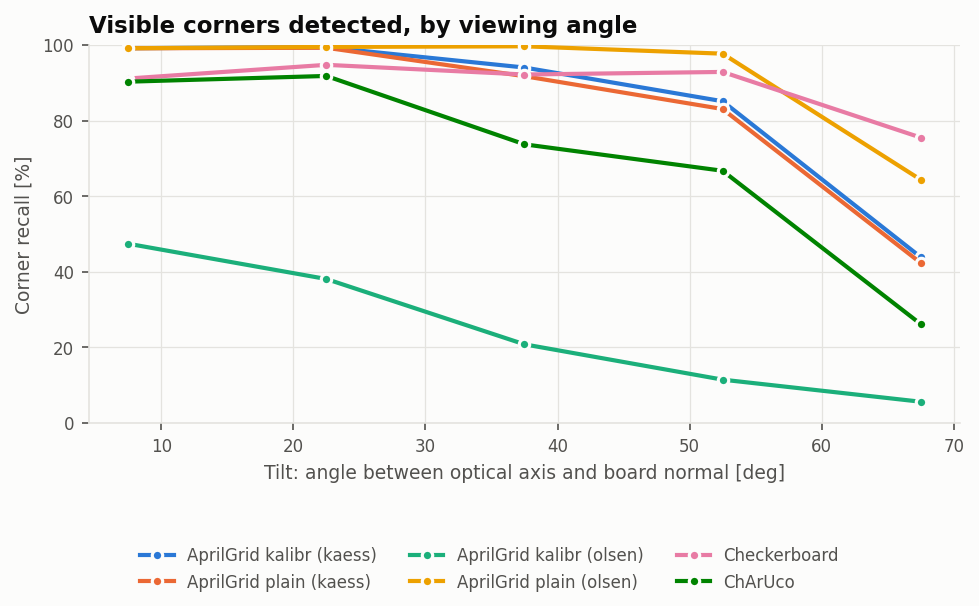 Visible corners detected, by viewing angle
100
80
60
40
20
0
Corner recall [%]
10 20 30 40 50 60 70
Tilt: angle between optical axis and board normal [deg]
AprilGrid kalibr (kaess) AprilGrid kalibr (olsen) Checkerboard
AprilGrid plain (kaess) AprilGrid plain (olsen) ChArUco